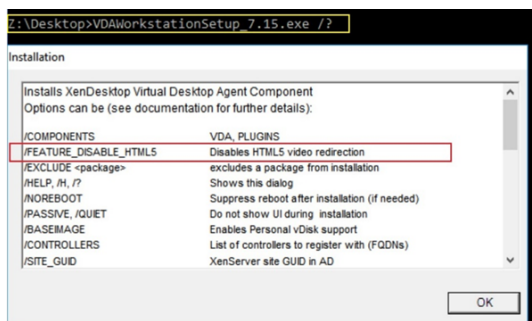 Z:\Desktop>VDAWorkstationSetup_7.15.exe /?
Installation
Installs XenDesktop Virtual Desktop Agent Component
Options can be (see documentation for further details):
/COMPONENTS VDA, PLUGINS
/FEATURE_DISABLE_HTML5 Disables HTML5 video redirection
/EXCLUDE <package> excludes a package from installation
/HELP, /H, /? Shows this dialog
/NOREBOOT Suppress reboot after installation (if needed)
/PASSIVE, /QUIET Do not show UI during installation
/BASEIMAGE Enables Personal vDisk support
/CONTROLLERS List of controllers to register with (FQDNs)
/SITE_GUID XenServer site GUID in AD
OK